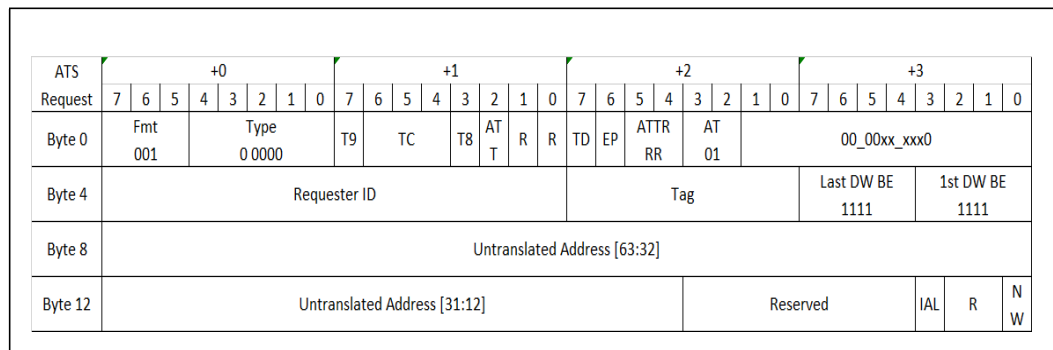 ATS +0 +1 +2 +3
Request 7 6 5 4 3 2 1 0 7 6 5 4 3 2 1 0 7 6 5 4 3 2 1 0 7 6 5 4 3 2 1 0
Byte 0 Fmt Type T9 TC T8 AT R R TD EP ATTR AT 00_00xx_xxx0
001 0 0000 T RR 01
Byte 4 Requester ID Tag Last DW BE 1st DW BE
1111 1111
Byte 8 Untranslated Address [63:32]
Byte 12 Untranslated Address [31:12] Reserved IAL R N
W